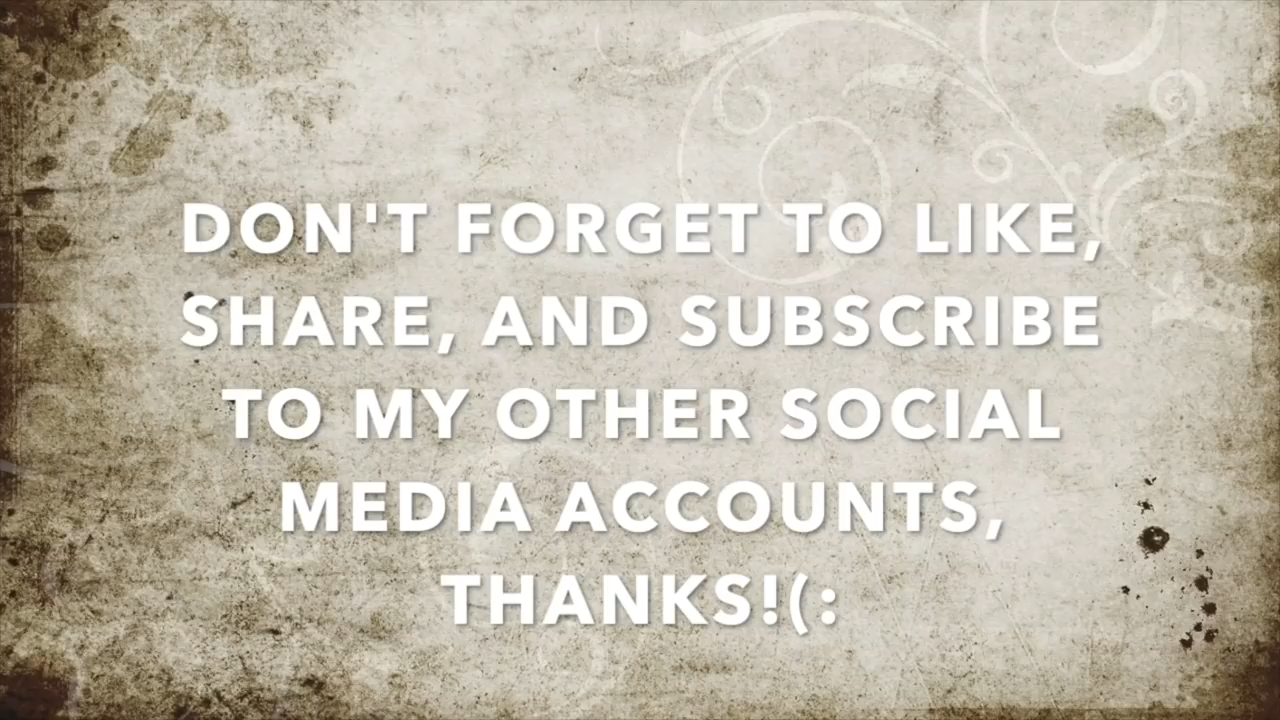 DON'T FORGET TO LIKE,
SHARE, AND SUBSCRIBE
TO MY OTHER SOCIAL
MEDIA ACCOUNTS,
THANKS!(: